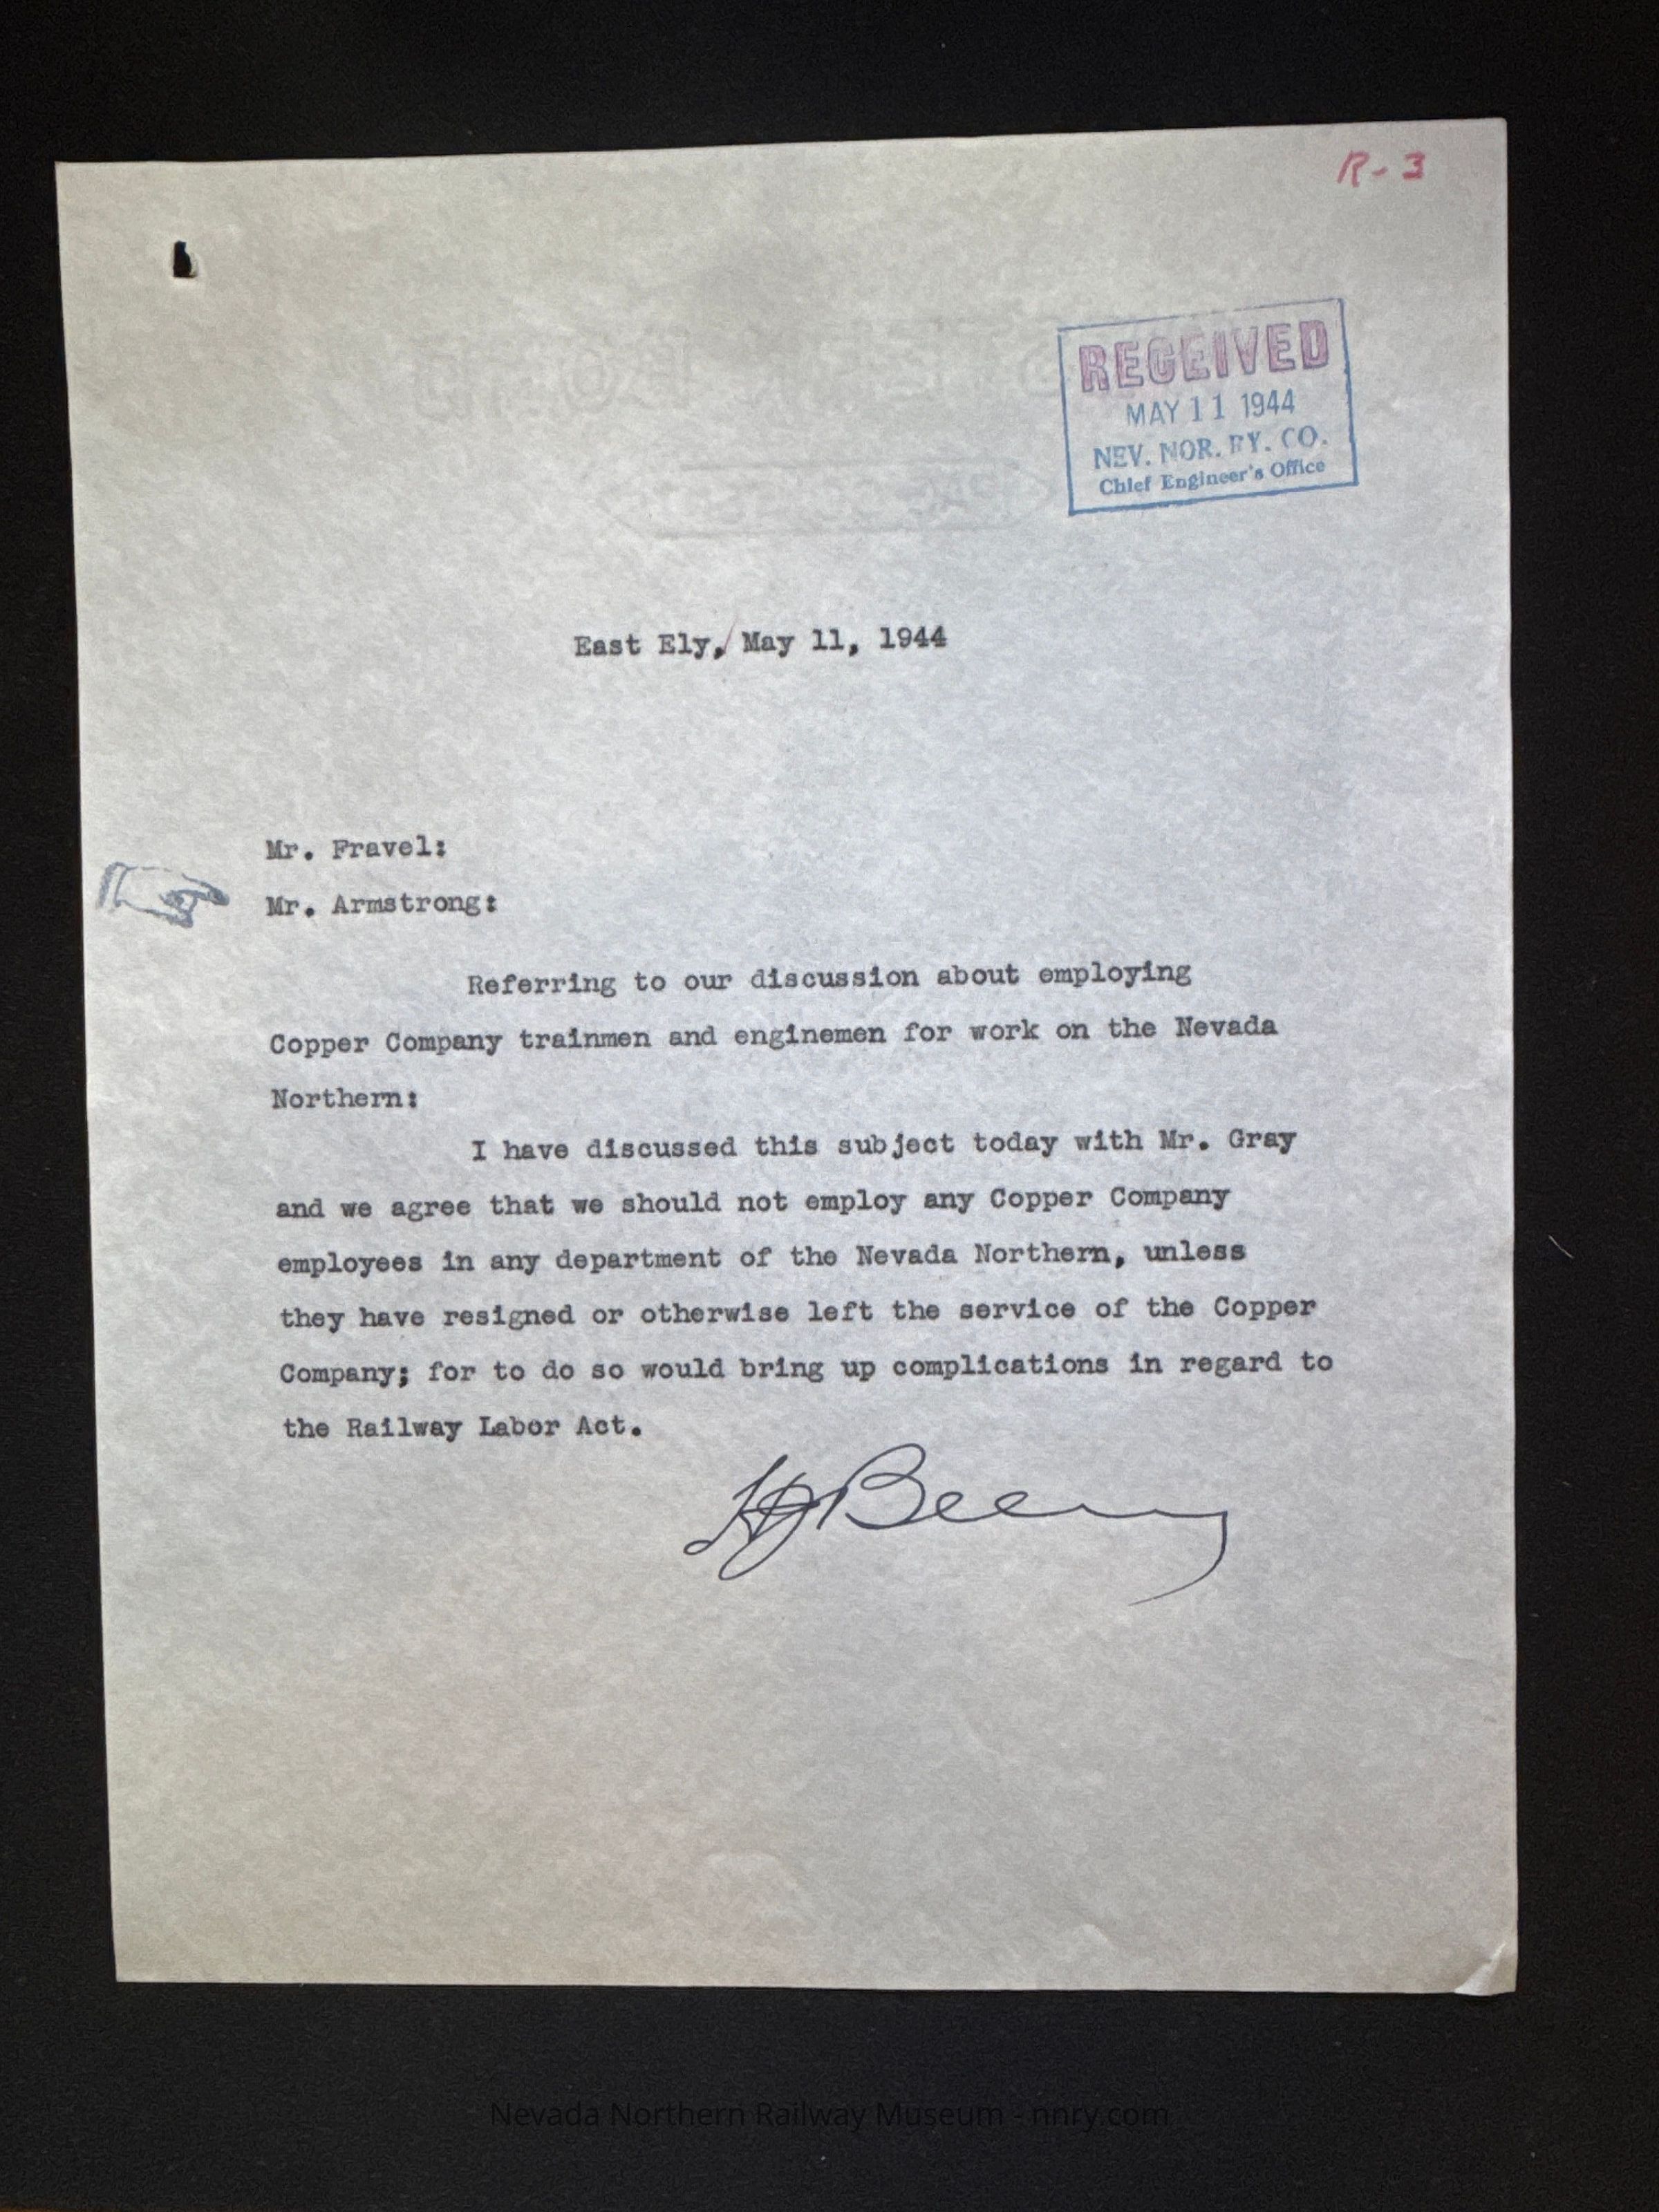 R-3
RECEIVED
MAY 11 1944
NEV. NOR. RY. CO.
Chief Engineer's Office
East Ely, May 11, 1944
Mr. Fravel:
Mr. Armstrong:
Referring to our discussion about employing
Copper Company trainmen and enginemen for work on the Nevada
Northern:
I have discussed this subject today with Mr. Gray
and we agree that we should not employ any Copper Company
employees in any department of the Nevada Northern, unless
they have resigned or otherwise left the service of the Copper
Company; for to do so would bring up complications in regard to
the Railway Labor Act.
Nevada Northern Railway Museum - nnry.com